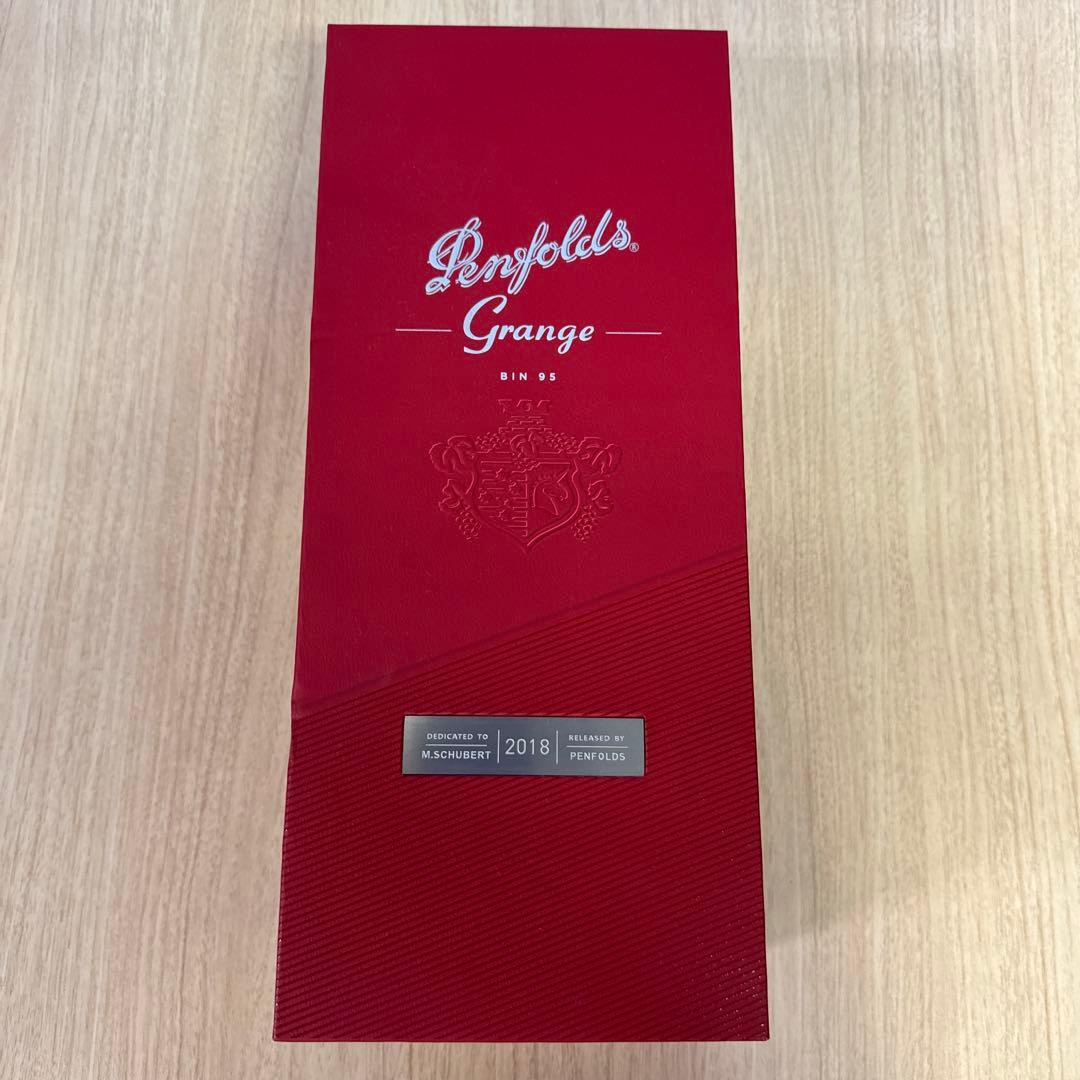 Penfolds®
Grange
BIN 95
DEDICATED TO
M.SCHUBERT
2018
RELEASED BY
PENFOLDS